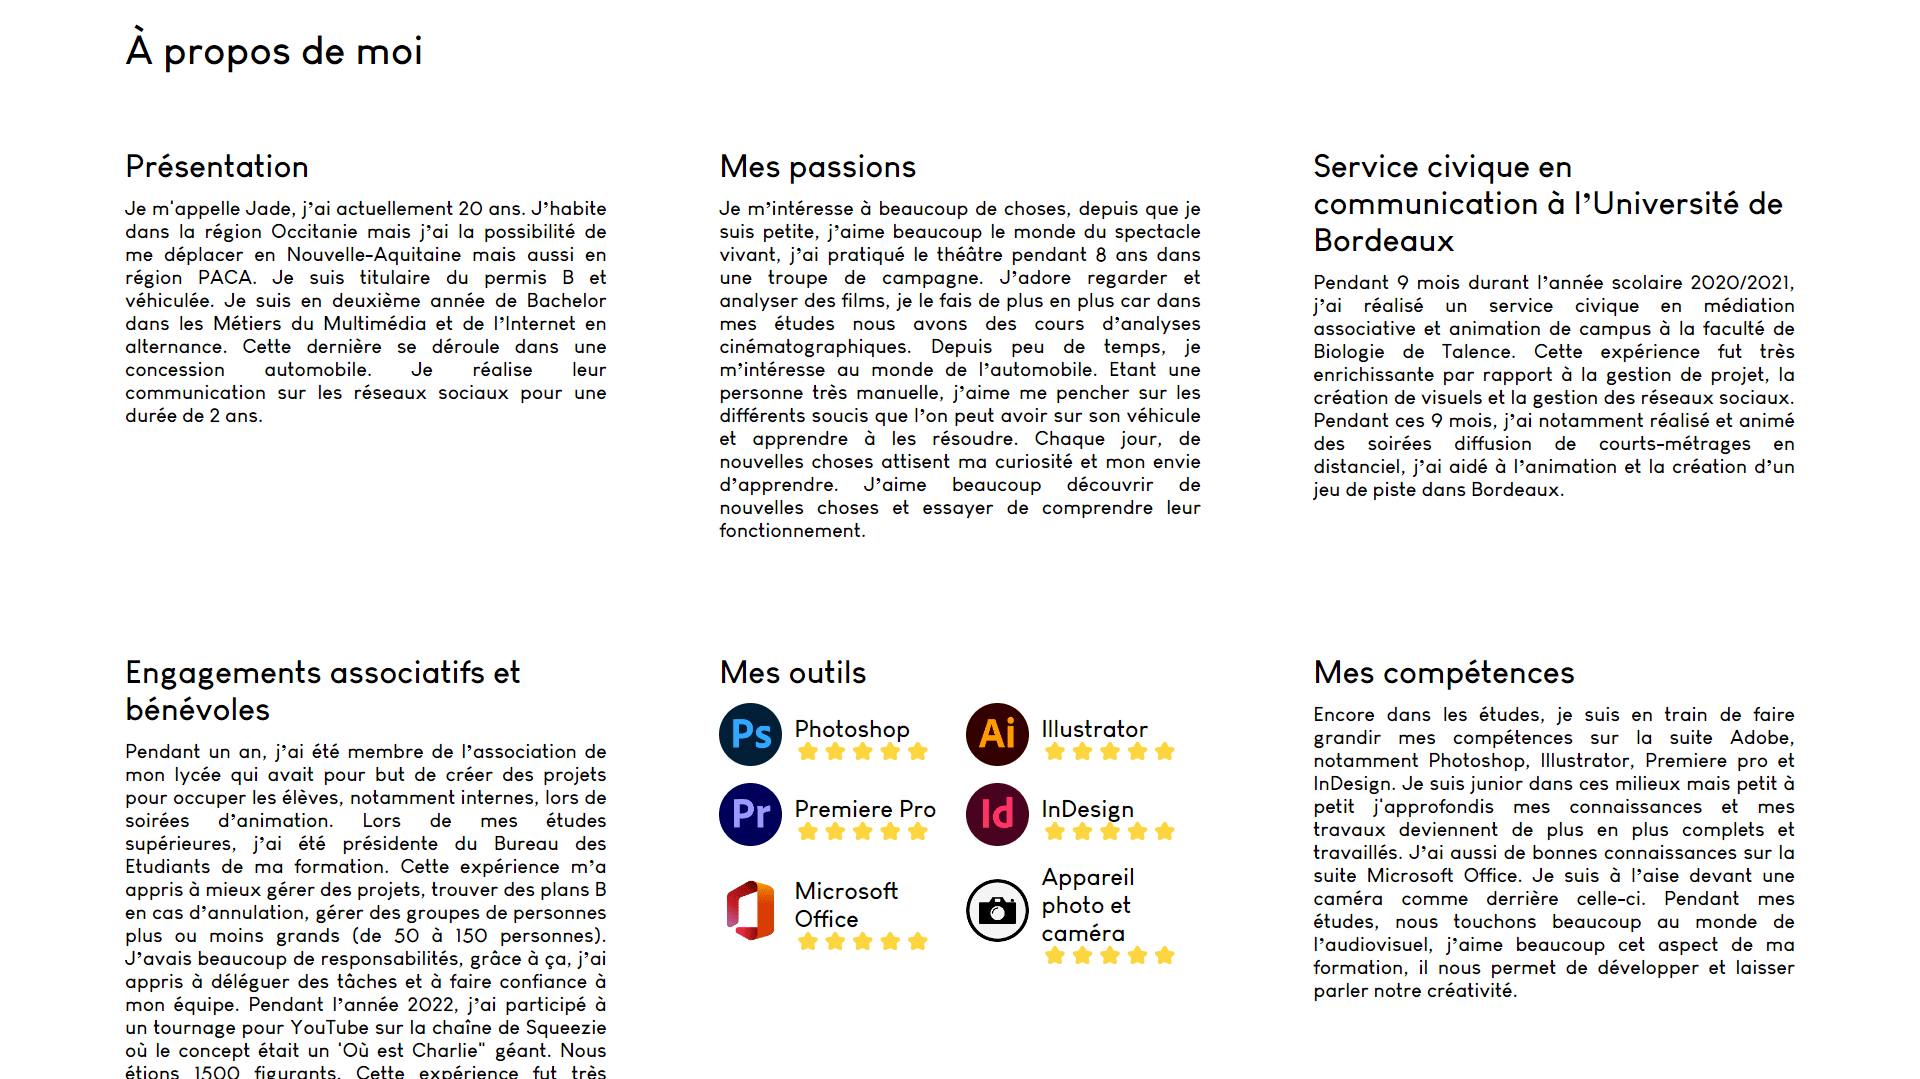 À propos de moi
Présentation
Je m'appelle Jade, j’ai actuellement 20 ans. J’habite
dans la région Occitanie mais j’ai la possibilité de
me déplacer en Nouvelle-Aquitaine mais aussi en
région PACA. Je suis titulaire du permis B et
véhiculée. Je suis en deuxième année de Bachelor
dans les Métiers du Multimédia et de l’Internet en
alternance. Cette dernière se déroule dans une
concession automobile. Je réalise leur
communication sur les réseaux sociaux pour une
durée de 2 ans.
Mes passions
Je m’intéresse à beaucoup de choses, depuis que je
suis petite, j’aime beaucoup le monde du spectacle
vivant, j’ai pratiqué le théâtre pendant 8 ans dans
une troupe de campagne. J’adore regarder et
analyser des films, je le fais de plus en plus car dans
mes études nous avons des cours d’analyses
cinématographiques. Depuis peu de temps, je
m’intéresse au monde de l’automobile. Etant une
personne très manuelle, j’aime me pencher sur les
différents soucis que l’on peut avoir sur son véhicule
et apprendre à les résoudre. Chaque jour, de
nouvelles choses attisent ma curiosité et mon envie
d’apprendre. J’aime beaucoup découvrir de
nouvelles choses et essayer de comprendre leur
fonctionnement.
Service civique en
communication à l’Université de
Bordeaux
Pendant 9 mois durant l’année scolaire 2020/2021,
j’ai réalisé un service civique en médiation
associative et animation de campus à la faculté de
Biologie de Talence. Cette expérience fut très
enrichissante par rapport à la gestion de projet, la
création de visuels et la gestion des réseaux sociaux.
Pendant ces 9 mois, j’ai notamment réalisé et animé
des soirées diffusion de courts-métrages en
distanciel, j’ai aidé à l’animation et la création d’un
jeu de piste dans Bordeaux.
Engagements associatifs et
bénévoles
Pendant un an, j’ai été membre de l’association de
mon lycée qui avait pour but de créer des projets
pour occuper les élèves, notamment internes, lors de
soirées d’animation. Lors de mes études
supérieures, j’ai été présidente du Bureau des
Etudiants de ma formation. Cette expérience m’a
appris à mieux gérer des projets, trouver des plans B
en cas d’annulation, gérer des groupes de personnes
plus ou moins grands (de 50 à 150 personnes).
J’avais beaucoup de responsabilités, grâce à ça, j’ai
appris à déléguer des tâches et à faire confiance à
mon équipe. Pendant l’année 2022, j’ai participé à
un tournage pour YouTube sur la chaîne de Squeezie
où le concept était un 'Où est Charlie" géant. Nous
étions 1500 figurants. Cette expérience fut très
Mes outils
Ps
Photoshop
Ai
Illustrator
Pr
Premiere Pro
Id
InDesign
Microsoft
Office
Appareil
photo et
caméra
Mes compétences
Encore dans les études, je suis en train de faire
grandir mes compétences sur la suite Adobe,
notamment Photoshop, Illustrator, Premiere pro et
InDesign. Je suis junior dans ces milieux mais petit à
petit j'approfondis mes connaissances et mes
travaux deviennent de plus en plus complets et
travaillés. J’ai aussi de bonnes connaissances sur la
suite Microsoft Office. Je suis à l’aise devant une
caméra comme derrière celle-ci. Pendant mes
études, nous touchons beaucoup au monde de
l’audiovisuel, j’aime beaucoup cet aspect de ma
formation, il nous permet de développer et laisser
parler notre créativité.